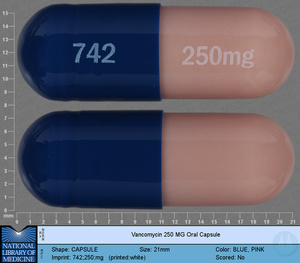 15
14
13
12
11
10
9
8
7
6
5
4
3
2
1
0
mm
742 250mg
0 1 2 3 4 5 6 7 8 9 10 11 12 13 14 15 16 17 18 19 20 21
Vancomycin 250 MG Oral Capsule
NATIONAL
LIBRARY OF
MEDICINE
Shape: CAPSULE Size: 21mm Color: BLUE, PINK
Imprint: 742;250;mg (printed:white) Scored: No